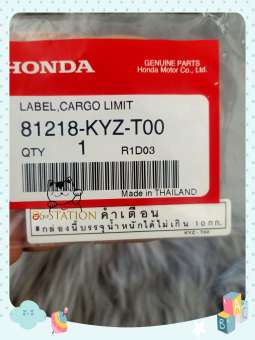 HONDA
GENUINE PARTS
Honda Motor Co., Ltd.
LABEL,CARGO LIMIT
81218-KYZ-T00
QTY 1 R1D03
Made in THAILAND
STATION
คำเตือน
*กล่องนี้บรรจุน้ำหนักได้ไม่เกิน 10 กก.
KYZ-T00
A
B